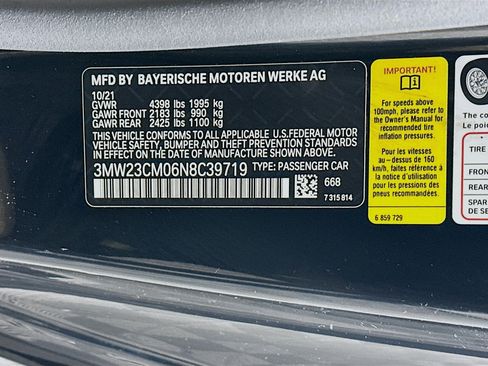 MFD BY BAYERISCHE MOTOREN WERKE AG
10/21
GVWR 4398 lbs 1995 kg
GAWR FRONT 2183 lbs 990 kg
GAWR REAR 2425 lbs 1100 kg
THIS VEHICLE CONFORMS TO ALL APPLICABLE U.S.FEDERAL MOTOR
VEHICLE SAFETY, BUMPER AND THEFT PREVENTION STANDARDS
IN EFFECT ON THE DATE OF MANUFACTURE SHOWN ABOVE.
3MW23CM06N8C39719 TYPE: PASSENGER CAR
668
7 315 814
IMPORTANT!
For speeds above
100mph, please refer to
the Owner's Manual for
recommended tire
inflation pressures.
Pour les vitesses
au-dessus de 160
km/h, faire référence à
la notice d'utilisation
pour les pressions de
pneus recommandées.
6 859 729
TIRE
FRONT
REAR
SPAR
DE SE